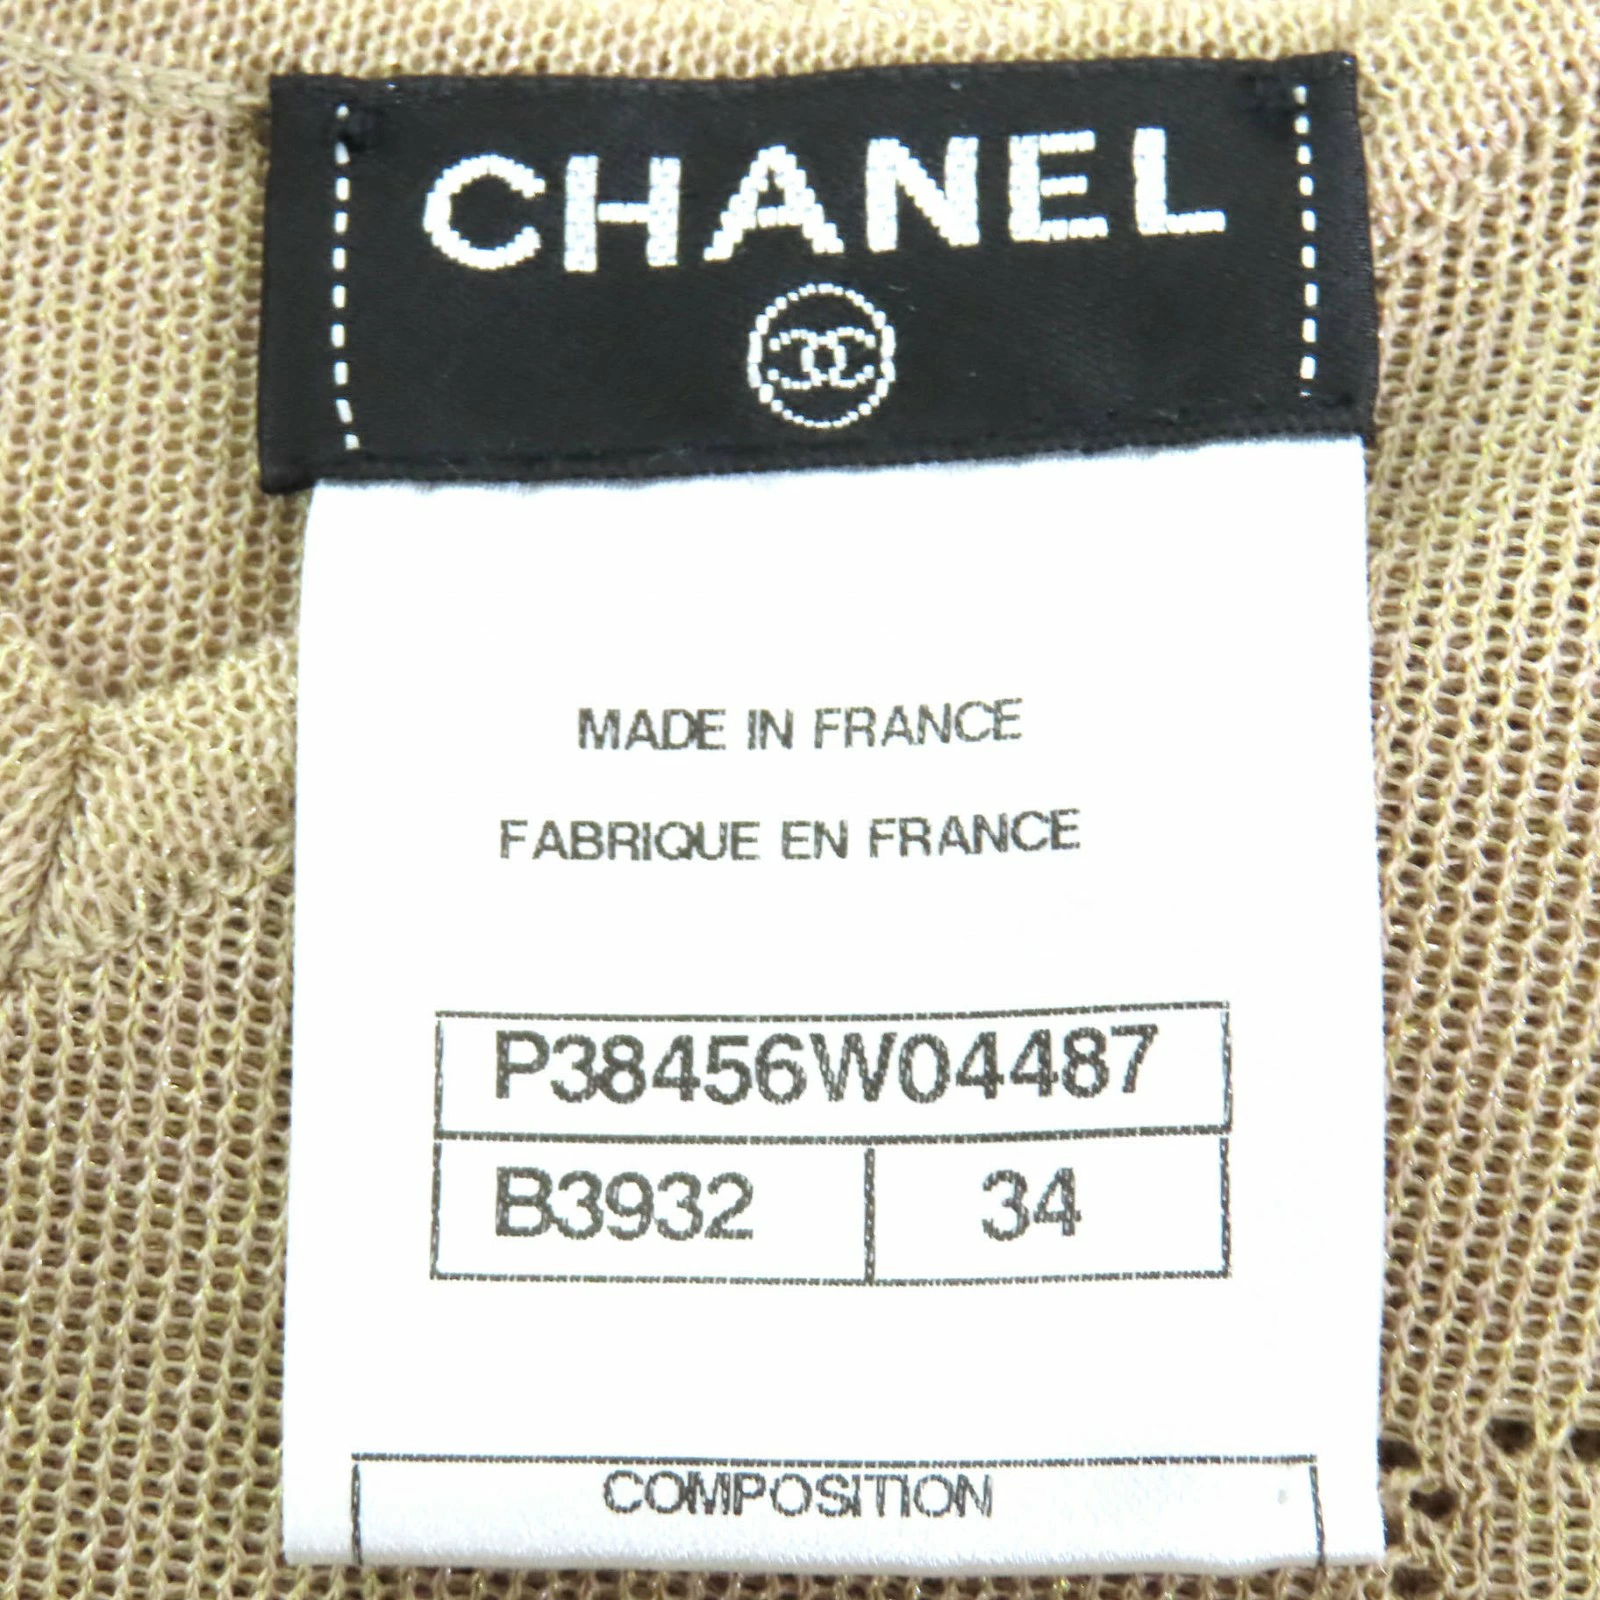 CHANEL
MADE IN FRANCE
FABRIQUE EN FRANCE
P38456W04487
B3932 34
COMPOSITION